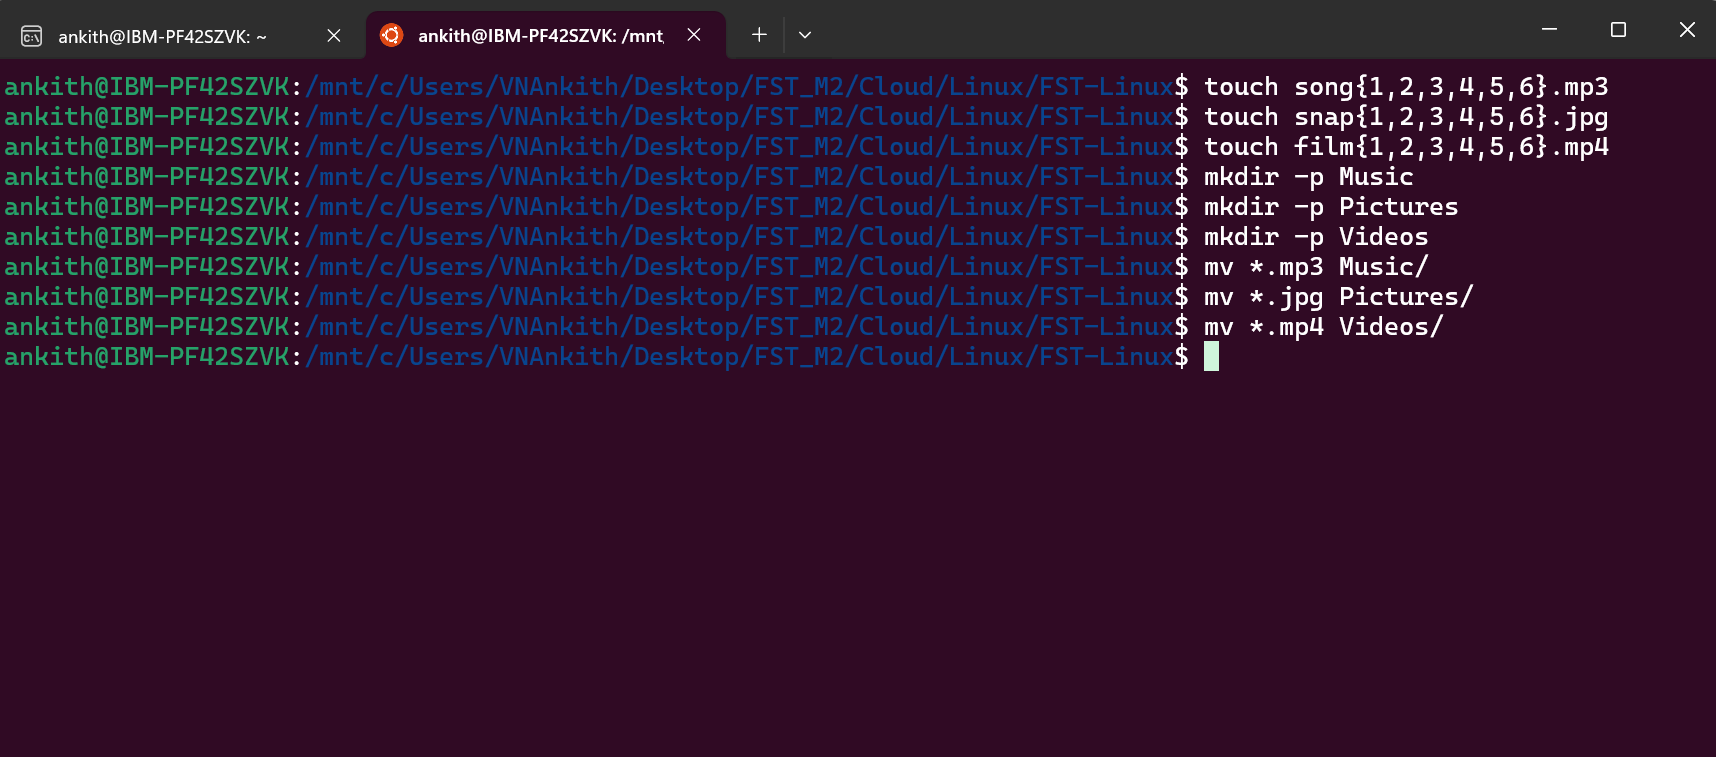 ankith@IBM-PF42SZVK: ~
ankith@IBM-PF42SZVK: /mnt
ankith@IBM-PF42SZVK:/mnt/c/Users/VNAnkith/Desktop/FST_M2/Cloud/Linux/FST-Linux$ touch song{1,2,3,4,5,6}.mp3
ankith@IBM-PF42SZVK:/mnt/c/Users/VNAnkith/Desktop/FST_M2/Cloud/Linux/FST-Linux$ touch snap{1,2,3,4,5,6}.jpg
ankith@IBM-PF42SZVK:/mnt/c/Users/VNAnkith/Desktop/FST_M2/Cloud/Linux/FST-Linux$ touch film{1,2,3,4,5,6}.mp4
ankith@IBM-PF42SZVK:/mnt/c/Users/VNAnkith/Desktop/FST_M2/Cloud/Linux/FST-Linux$ mkdir -p Music
ankith@IBM-PF42SZVK:/mnt/c/Users/VNAnkith/Desktop/FST_M2/Cloud/Linux/FST-Linux$ mkdir -p Pictures
ankith@IBM-PF42SZVK:/mnt/c/Users/VNAnkith/Desktop/FST_M2/Cloud/Linux/FST-Linux$ mkdir -p Videos
ankith@IBM-PF42SZVK:/mnt/c/Users/VNAnkith/Desktop/FST_M2/Cloud/Linux/FST-Linux$ mv *.mp3 Music/
ankith@IBM-PF42SZVK:/mnt/c/Users/VNAnkith/Desktop/FST_M2/Cloud/Linux/FST-Linux$ mv *.jpg Pictures/
ankith@IBM-PF42SZVK:/mnt/c/Users/VNAnkith/Desktop/FST_M2/Cloud/Linux/FST-Linux$ mv *.mp4 Videos/
ankith@IBM-PF42SZVK:/mnt/c/Users/VNAnkith/Desktop/FST_M2/Cloud/Linux/FST-Linux$